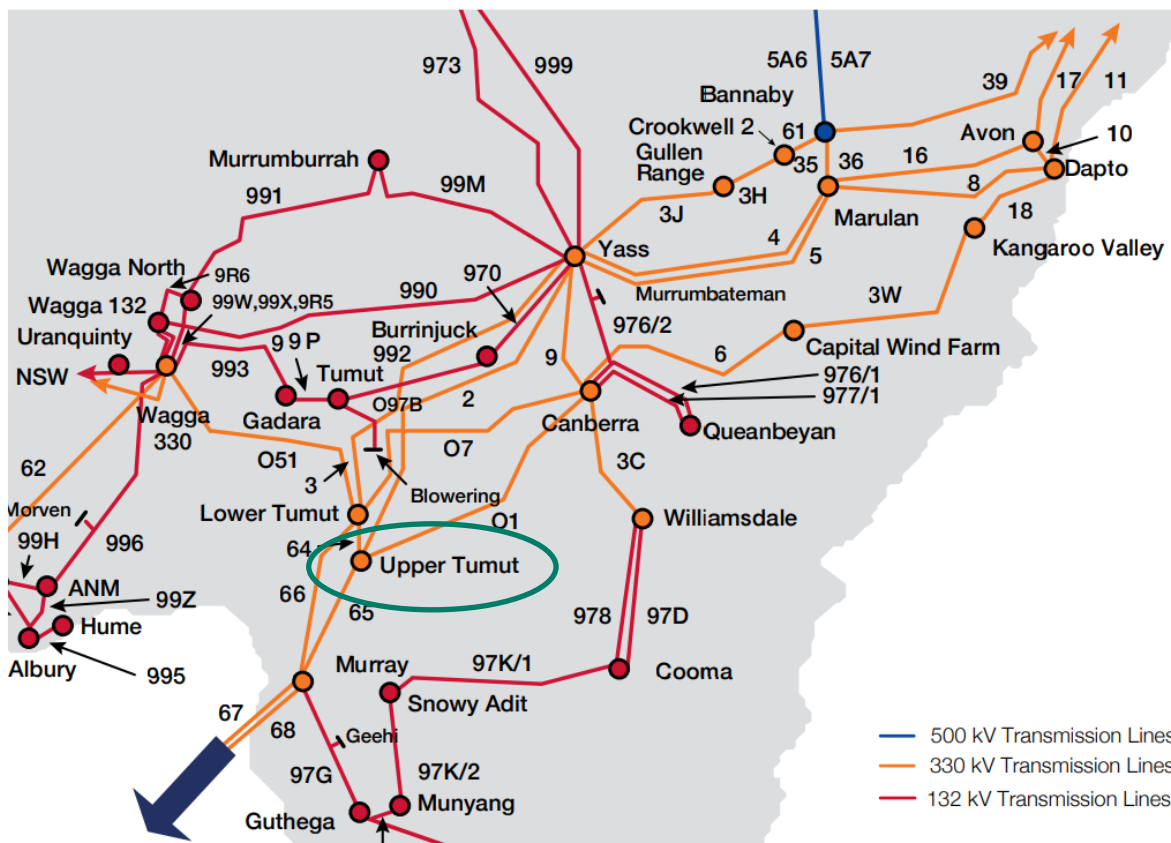 973
999
5A6
5A7
39
17
11
Bannaby
Crookwell 2
61
Avon
10
Gullen
Range
35
36
16
Dapto
Murrumburrah
991
99M
3H
8
3J
Marulan
18
4
5
Yass
Kangaroo Valley
Wagga North
9R6
970
Murrumbateman
3W
Wagga 132
99W,99X,9R5
990
Uranquinty
Burrinjuck
976/2
993
9 9 P
992
9
6
Capital Wind Farm
NSW
Tumut
976/1
977/1
Wagga
330
Gadara
O97B
2
Canberra
Queanbeyan
62
O51
3
O7
3C
Blowering
Morven
Lower Tumut
O1
Williamsdale
99H
996
64
Upper Tumut
ANM
66
65
99Z
Hume
978
97D
Albury
995
Murray
97K/1
Cooma
Snowy Adit
67
68
Geehi
500 kV Transmission Lines
97G
97K/2
330 kV Transmission Lines
Munyang
132 kV Transmission Lines
Guthega